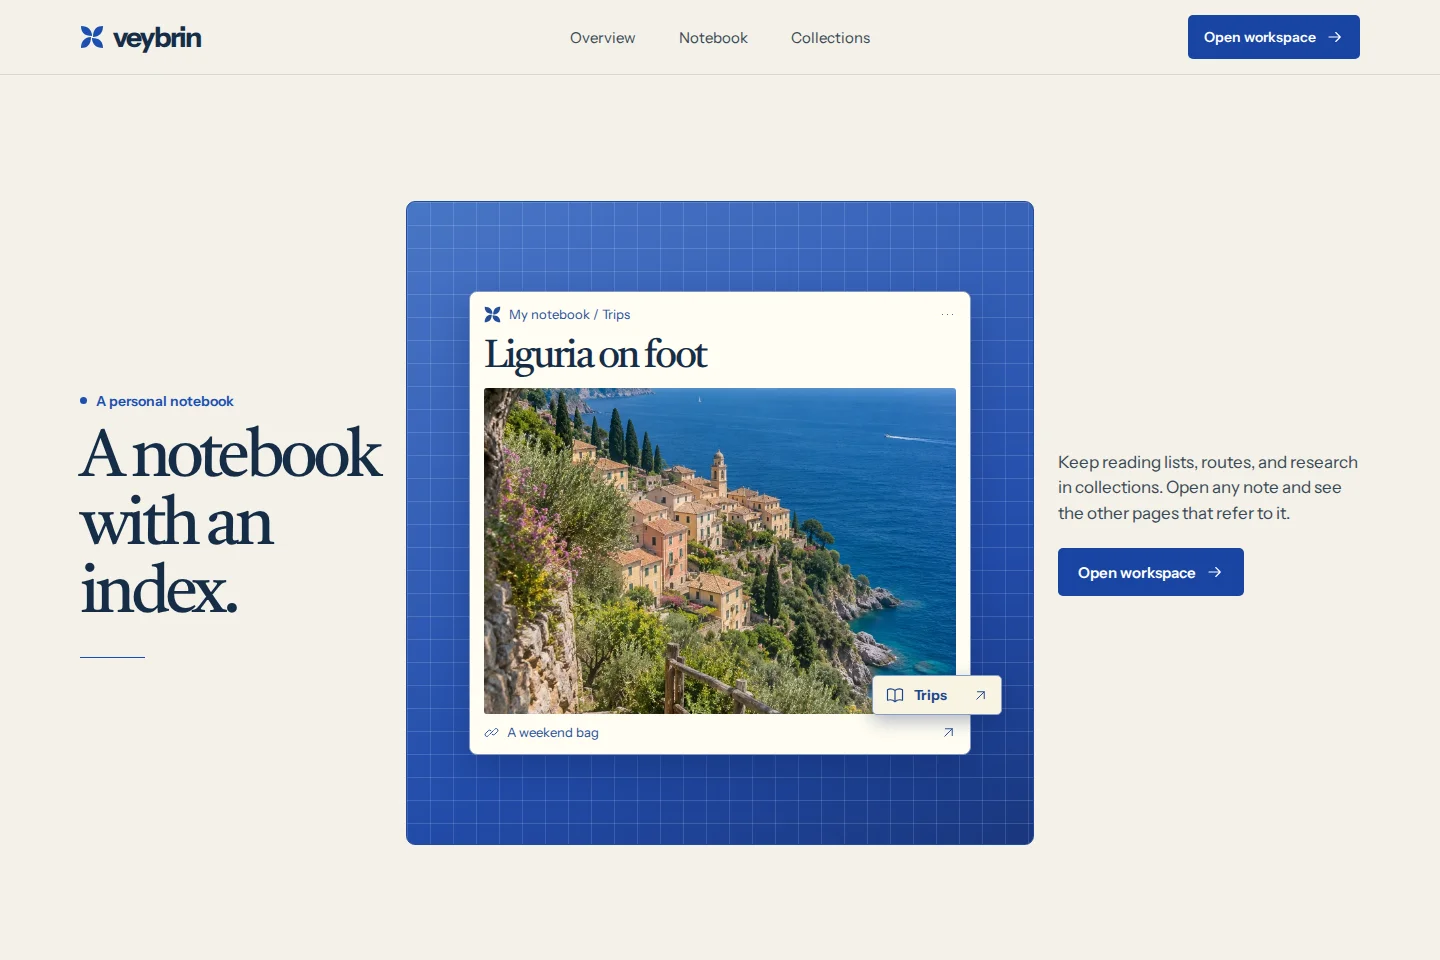 veybrin
Overview
Notebook
Collections
Open workspace
A personal notebook
A notebook
with an
index.
My notebook / Trips
Liguria on foot
Trips
A weekend bag
Keep reading lists, routes, and research
in collections. Open any note and see
the other pages that refer to it.
Open workspace